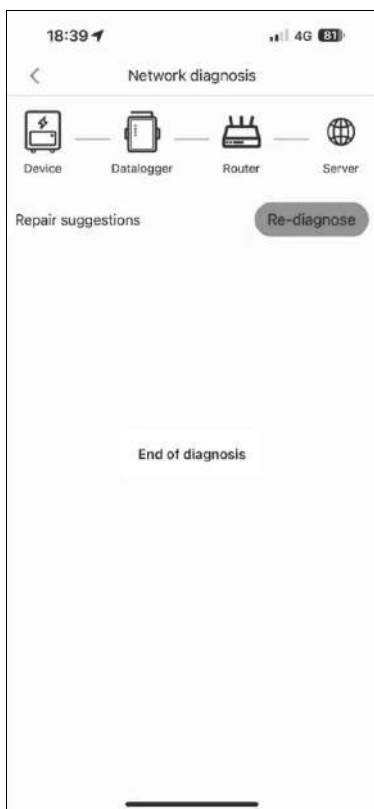 18:39
4G 81
Network diagnosis
Device Datalogger Router Server
Repair suggestions Re-diagnose
End of diagnosis